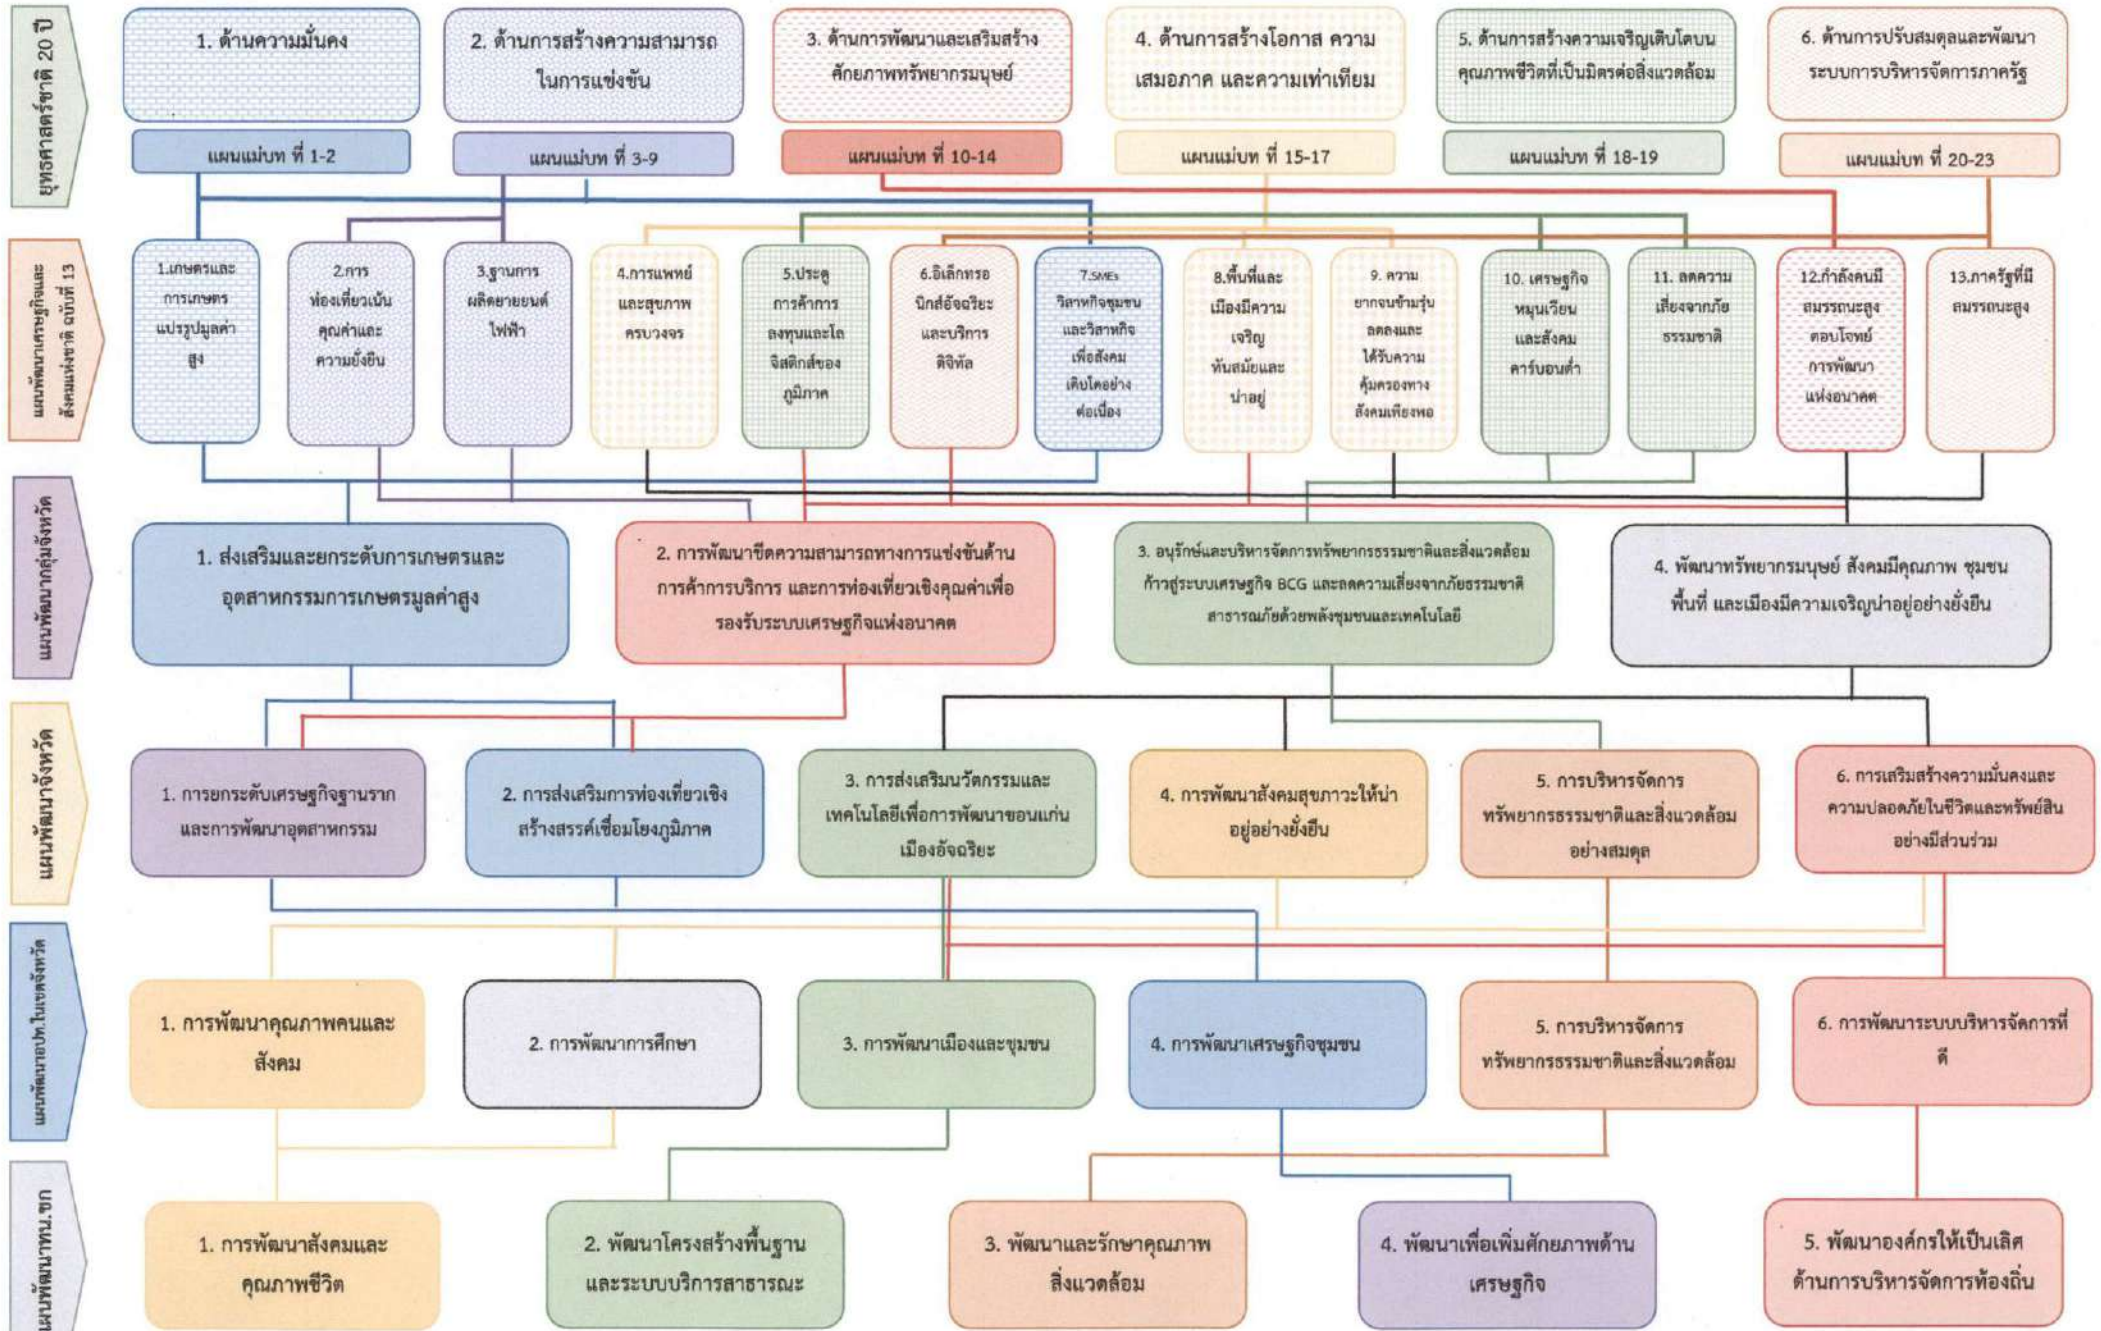 ยุทธศาสตร์ชาติ 20 ปี
1. ด้านความมั่นคง
2. ด้านการสร้างความสามารถ
ในการแข่งขัน
3. ด้านการพัฒนาและเสริมสร้าง
ศักยภาพทรัพยากรมนุษย์
4. ด้านการสร้างโอกาส ความ
เสมอภาค และความเท่าเทียม
5. ด้านการสร้างความเจริญเติบโตบน
คุณภาพชีวิตที่เป็นมิตรต่อสิ่งแวดล้อม
6. ด้านการปรับสมดุลและพัฒนา
ระบบการบริหารจัดการภาครัฐ
แผนแม่บท ที่ 1-2
แผนแม่บท ที่ 3-9
แผนแม่บท ที่ 10-14
แผนแม่บท ที่ 15-17
แผนแม่บท ที่ 18-19
แผนแม่บท ที่ 20-23
แผนพัฒนาเศรษฐกิจและ
สังคมแห่งชาติ ฉบับที่ 13
1.เกษตรและ
การเกษตร
แปรรูปมูลค่า
สูง
2.การ
ท่องเที่ยวเน้น
คุณค่าและ
ความยั่งยืน
3.ฐานการ
ผลิตยายยนต์
ไฟฟ้า
4.การแพทย์
และสุขภาพ
ครบวงจร
5.ประตู
การค้าการ
ลงทุนและโล
จิสติกส์ของ
ภูมิภาค
6.อิเล็กทรอ
นิกส์อัจฉริยะ
และบริการ
ดิจิทัล
7.SMEs
วิสาหกิจชุมชน
และวิสาหกิจ
เพื่อสังคม
เติบโตอย่าง
ต่อเนื่อง
8.พื้นที่และ
เมืองมีความ
เจริญ
ทันสมัยและ
น่าอยู่
9. ความ
ยากจนข้ามรุ่น
ลดลงและ
ได้รับความ
คุ้มครองทาง
สังคมเพียงพอ
10. เศรษฐกิจ
หมุนเวียน
และสังคม
คาร์บอนต่ำ
11. ลดความ
เสี่ยงจากภัย
ธรรมชาติ
12.กำลังคนมี
สมรรถนะสูง
ตอบโจทย์
การพัฒนา
แห่งอนาคต
13.ภาครัฐที่มี
สมรรถนะสูง
แผนพัฒนากลุ่มจังหวัด
1. ส่งเสริมและยกระดับการเกษตรและ
อุตสาหกรรมการเกษตรมูลค่าสูง
2. การพัฒนาขีดความสามารถทางการแข่งขันด้าน
การค้าการบริการ และการท่องเที่ยวเชิงคุณค่าเพื่อ
รองรับระบบเศรษฐกิจแห่งอนาคต
3. อนุรักษ์และบริหารจัดการทรัพยากรธรรมชาติและสิ่งแวดล้อม
ก้าวสู่ระบบเศรษฐกิจ BCG และลดความเสี่ยงจากภัยธรรมชาติ
สาธารณภัยด้วยพลังชุมชนและเทคโนโลยี
4. พัฒนาทรัพยากรมนุษย์ สังคมมีคุณภาพ ชุมชน
พื้นที่ และเมืองมีความเจริญน่าอยู่อย่างยั่งยืน
แผนพัฒนาจังหวัด
1. การยกระดับเศรษฐกิจฐานราก
และการพัฒนาอุตสาหกรรม
2. การส่งเสริมการท่องเที่ยวเชิง
สร้างสรรค์เชื่อมโยงภูมิภาค
3. การส่งเสริมนวัตกรรมและ
เทคโนโลยีเพื่อการพัฒนาขอนแก่น
เมืองอัจฉริยะ
4. การพัฒนาสังคมสุขภาวะให้น่า
อยู่อย่างยั่งยืน
5. การบริหารจัดการ
ทรัพยากรธรรมชาติและสิ่งแวดล้อม
อย่างสมดุล
6. การเสริมสร้างความมั่นคงและ
ความปลอดภัยในชีวิตและทรัพย์สิน
อย่างมีส่วนร่วม
แผนพัฒนาอปท.ในเขตจังหวัด
1. การพัฒนาคุณภาพคนและ
สังคม
2. การพัฒนาการศึกษา
3. การพัฒนาเมืองและชุมชน
4. การพัฒนาเศรษฐกิจชุมชน
5. การบริหารจัดการ
ทรัพยากรธรรมชาติและสิ่งแวดล้อม
6. การพัฒนาระบบบริหารจัดการที่
ดี
แผนพัฒนาทน.ขก
1. การพัฒนาสังคมและ
คุณภาพชีวิต
2. พัฒนาโครงสร้างพื้นฐาน
และระบบบริการสาธารณะ
3. พัฒนาและรักษาคุณภาพ
สิ่งแวดล้อม
4. พัฒนาเพื่อเพิ่มศักยภาพด้าน
เศรษฐกิจ
5. พัฒนาองค์กรให้เป็นเลิศ
ด้านการบริหารจัดการท้องถิ่น